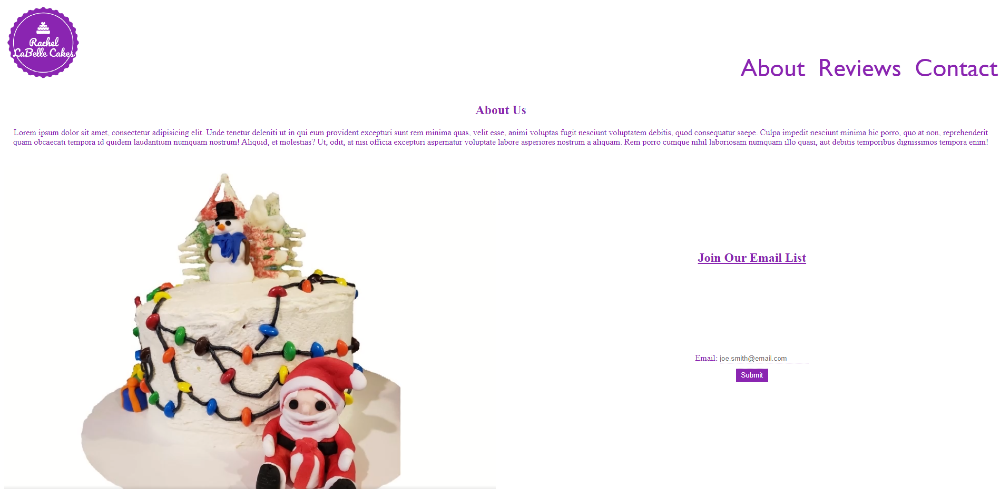 Rachel
LaBelle Cakes
About Reviews Contact
About Us
Lorem ipsum dolor sit amet, consectetur adipisicing elit. Unde tenetur deleniti ut in qui eum provident excepturi sunt rem minima quas, velit esse, animi voluptas fugit nesciunt voluptatem debitis, quod consequatur saepe. Culpa impedit nesciunt minima hic porro, quo at non, reprehenderit
quam obcaecati tempora id quidem laudantium numquam nostrum! Aliquid, et molestias? Ut, odit, at nisi officia excepturi aspernatur voluptate labore asperiores nostrum a aliquam. Rem porro cumque nihil laboriosam numquam illo quasi, aut debitis temporibus dignissimos tempora enim!
Join Our Email List
Email: joe.smith@email.com
Submit